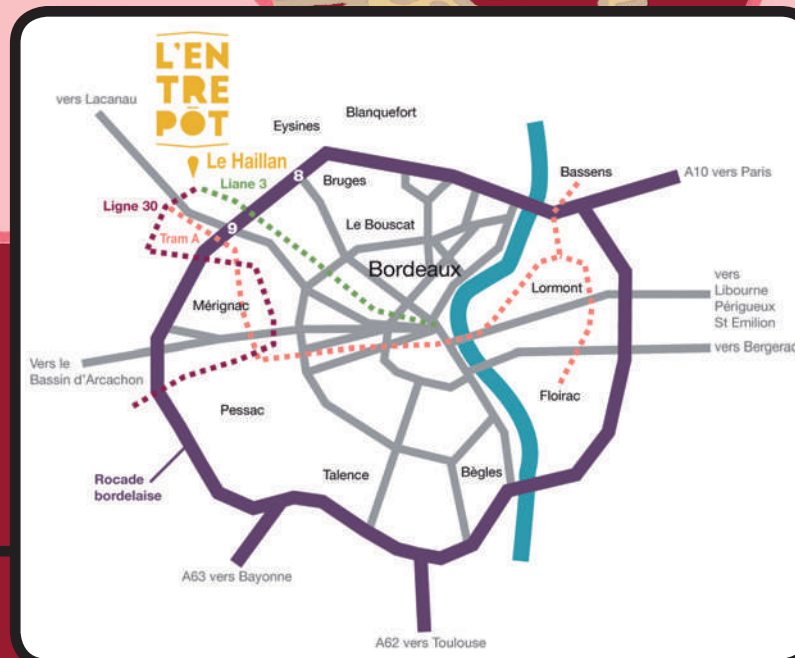 L'EN
TRE
PÔT
vers Lacanau
Blanquefort
Eysines
Le Haillan
8
Bassens
A10 vers Paris
Liane 3
Bruges
Ligne 30
9
Le Bouscat
Tram A
Bordeaux
vers
Libourne
Périgueux
St Emilion
Lormont
Mérignac
vers Bergerac
Vers le
Bassin d'Arcachon
Floirac
Pessac
Rocade
bordelaise
Talence
Bègles
A63 vers Bayonne
A62 vers Toulouse